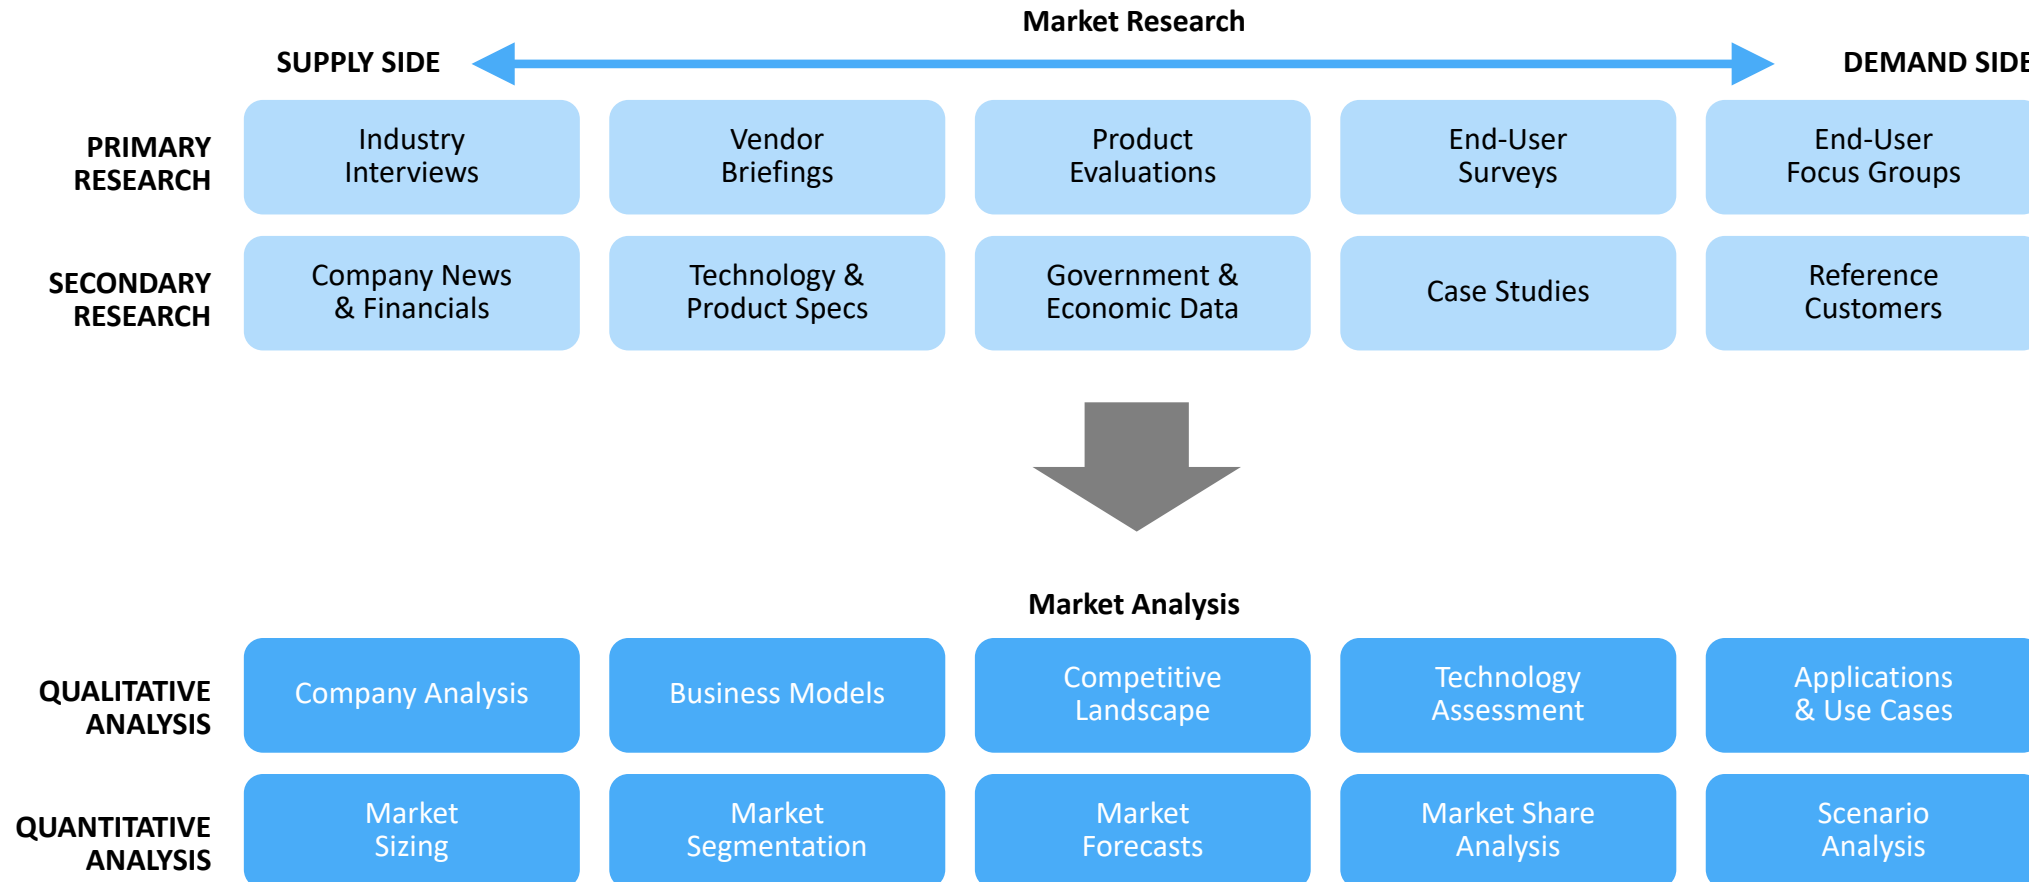 Market Research
SUPPLY SIDE
DEMAND SIDE
PRIMARY
RESEARCH
Industry
Interviews
Vendor
Briefings
Product
Evaluations
End-User
Surveys
End-User
Focus Groups
SECONDARY
RESEARCH
Company News
& Financials
Technology &
Product Specs
Government &
Economic Data
Case Studies
Reference
Customers
Market Analysis
QUALITATIVE
ANALYSIS
Company Analysis
Business Models
Competitive
Landscape
Technology
Assessment
Applications
& Use Cases
QUANTITATIVE
ANALYSIS
Market
Sizing
Market
Segmentation
Market
Forecasts
Market Share
Analysis
Scenario
Analysis